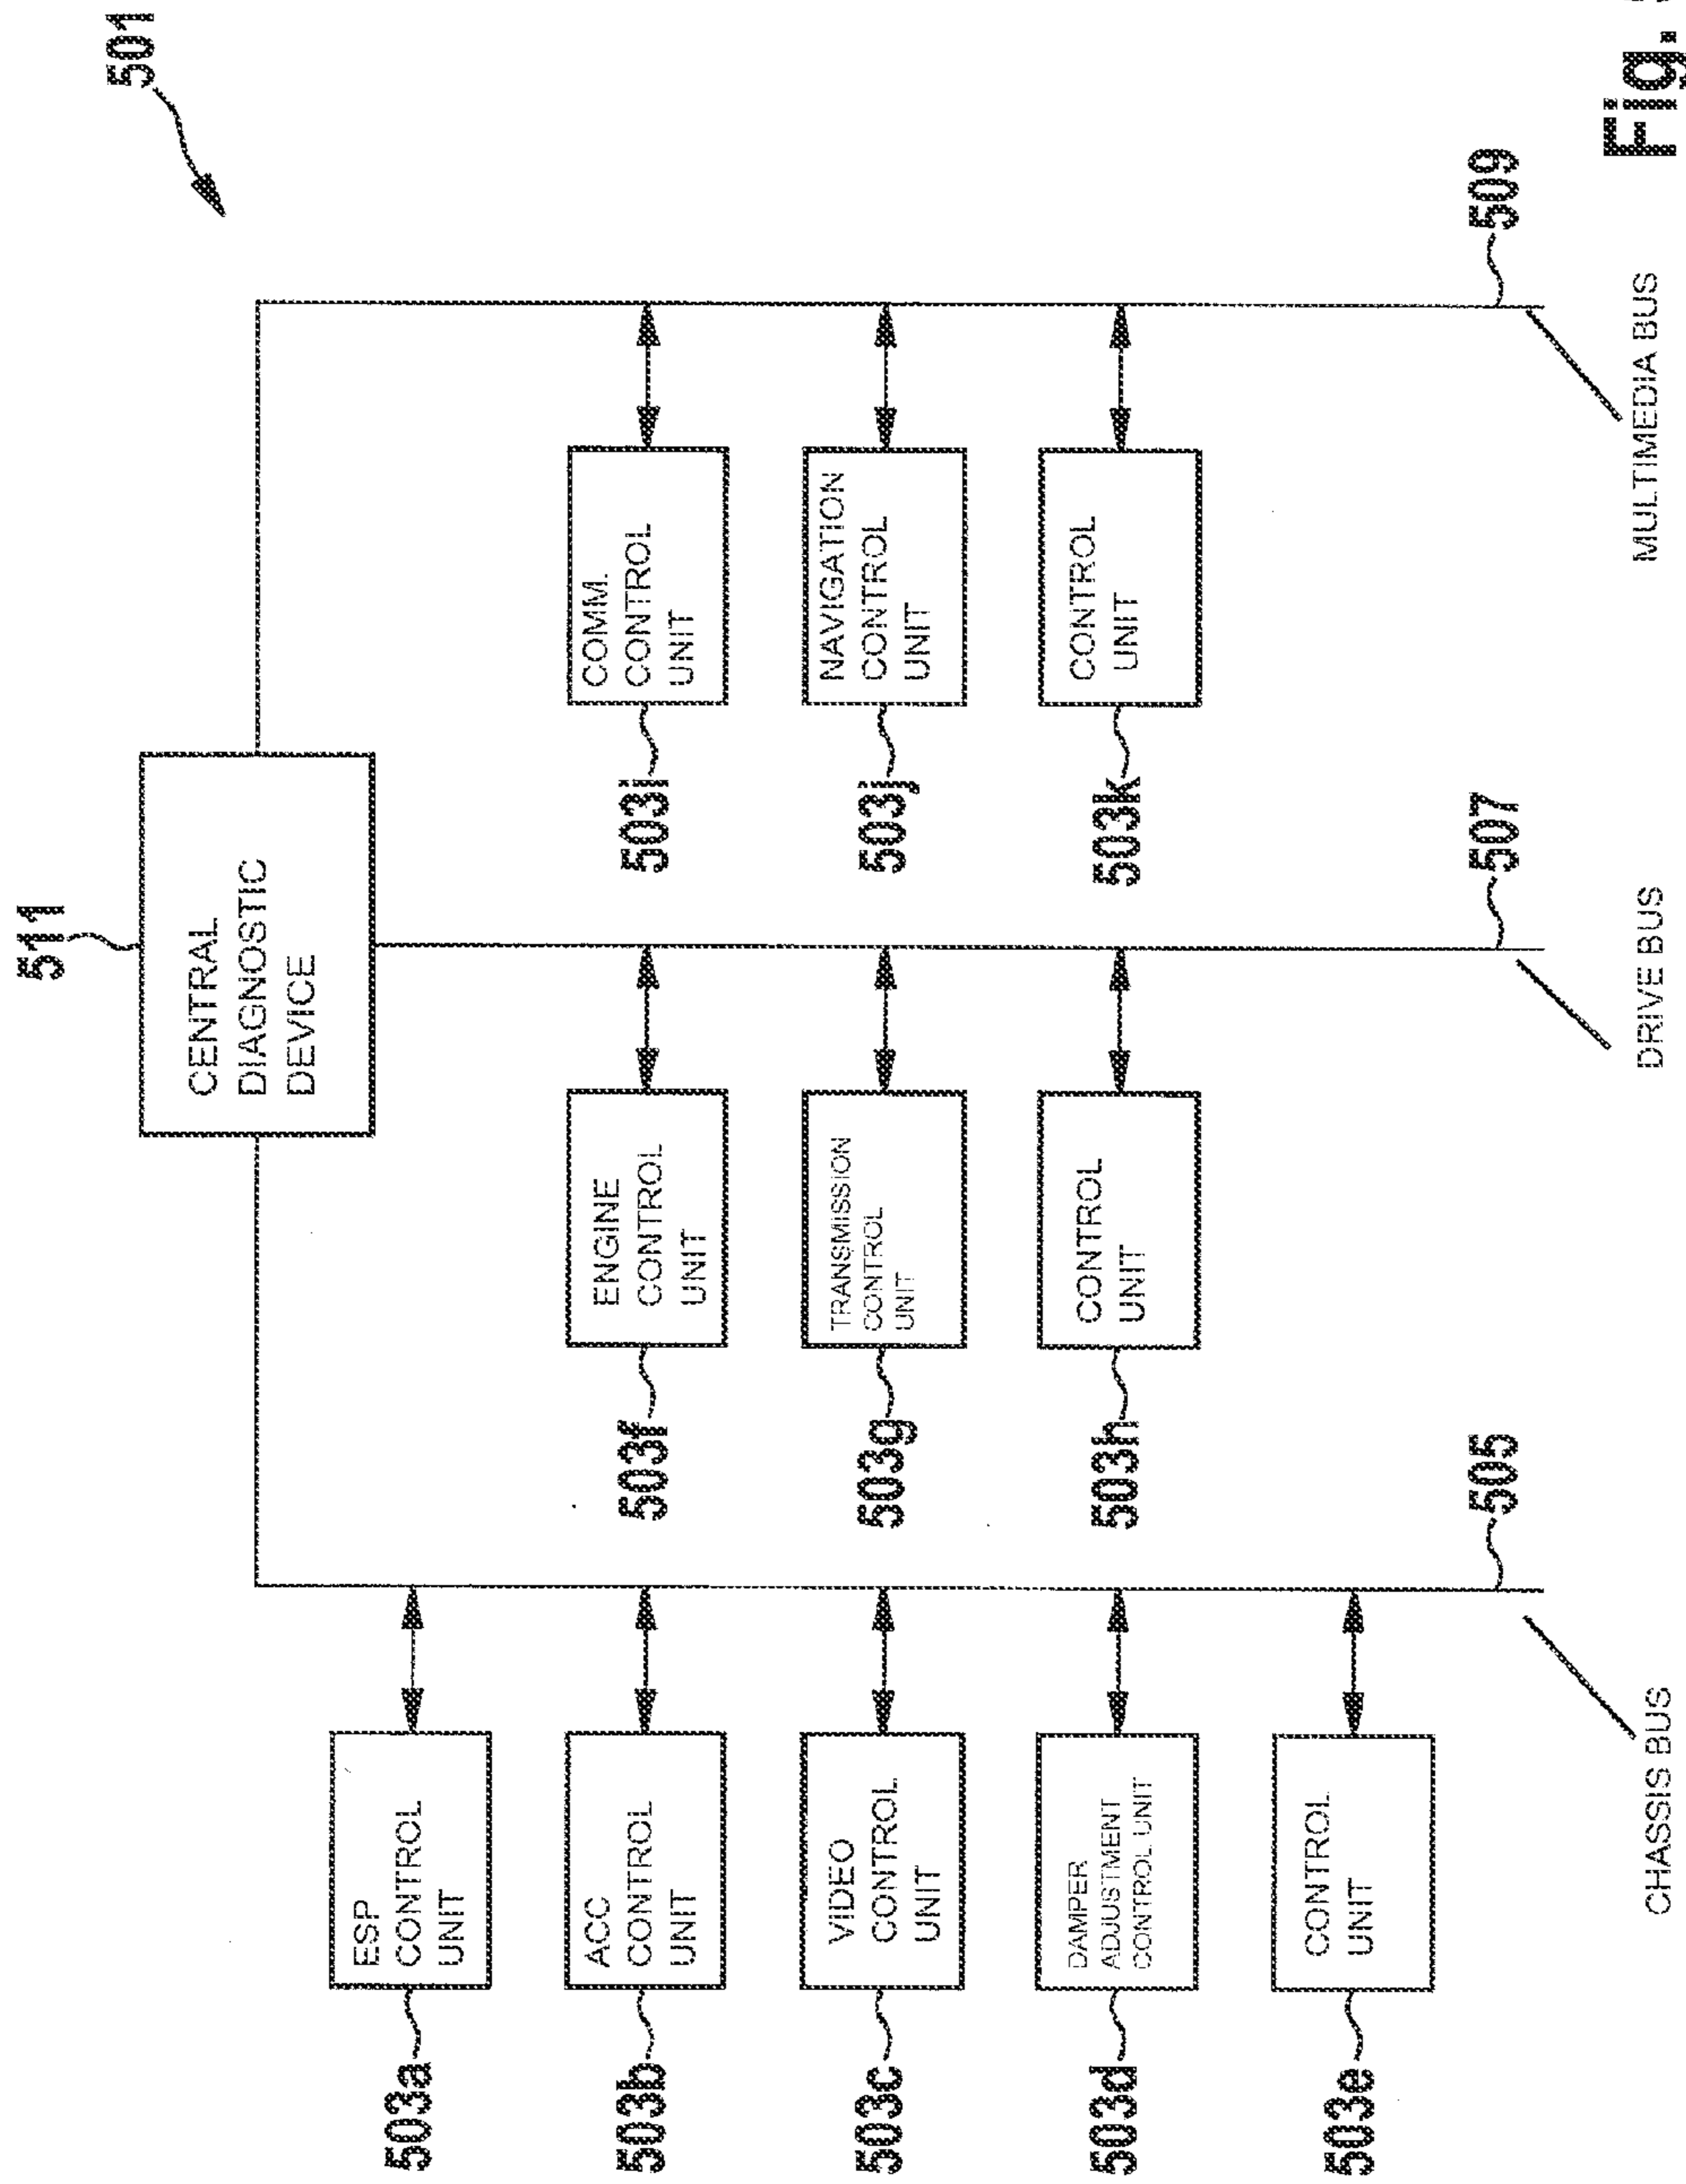 501
511
CENTRAL
DIAGNOSTIC
DEVICE
503a
ESP
CONTROL
UNIT
503b
ACC
CONTROL
UNIT
503f
ENGINE
CONTROL
UNIT
503i
COMM.
CONTROL
UNIT
503c
VIDEO
CONTROL
UNIT
503g
TRANSMISSION
CONTROL
UNIT
503j
NAVIGATION
CONTROL
UNIT
503d
DAMPER
ADJUSTMENT
CONTROL UNIT
503h
CONTROL
UNIT
503k
CONTROL
UNIT
503e
CONTROL
UNIT
505
507
509
CHASSIS BUS
DRIVE BUS
MULTIMEDIA BUS
Fig.